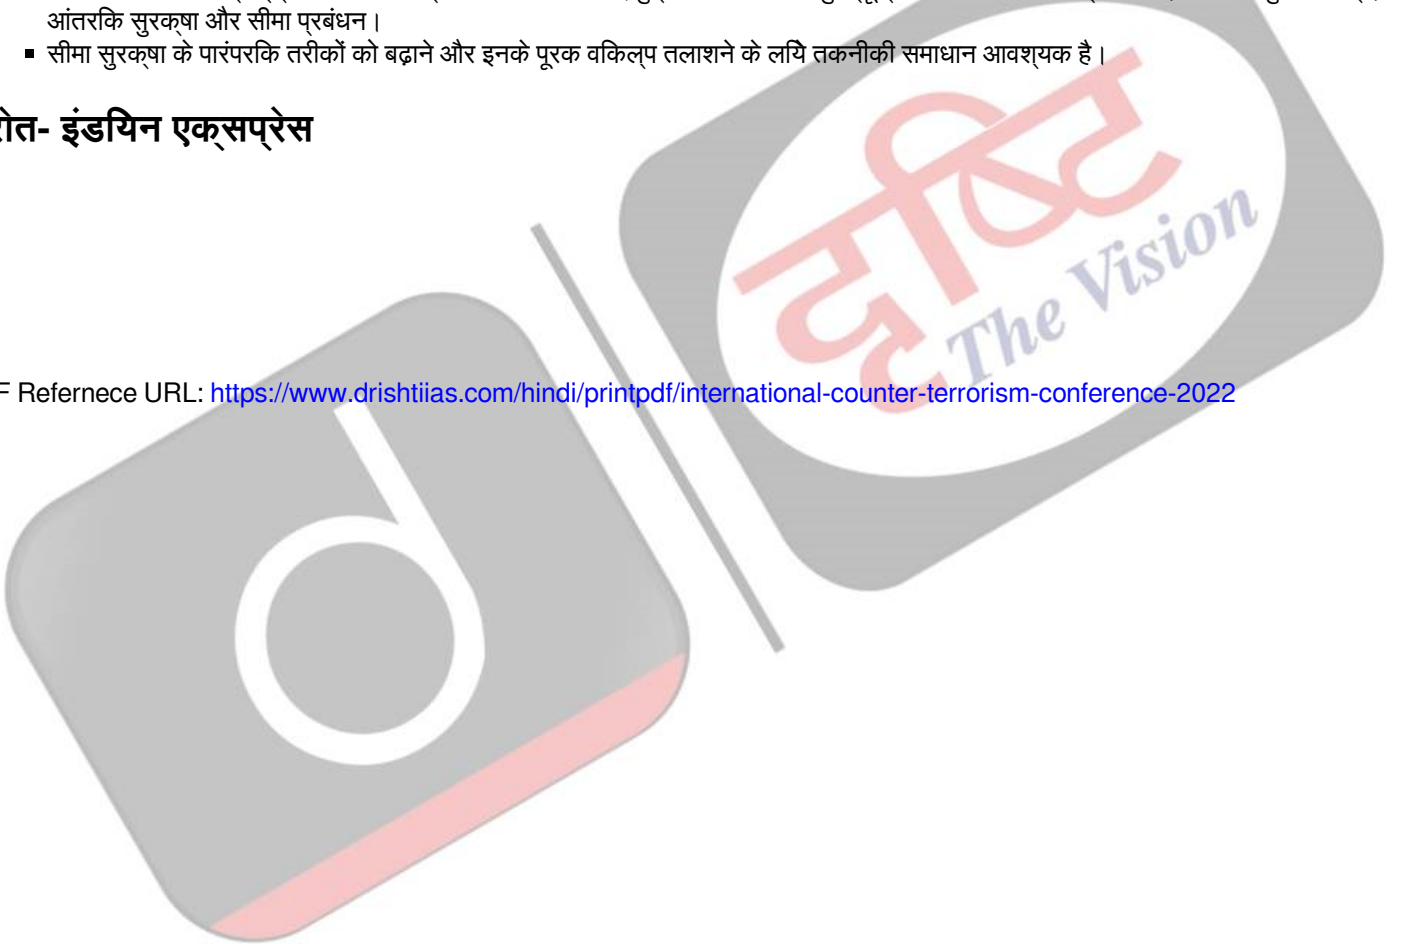 आंतरिक सुरक्षा और सीमा प्रबंधन।
▪ सीमा सुरक्षा के पारंपरिक तरीकों को बढ़ाने और इनके पूरक विकल्प तलाशने के लिये तकनीकी समाधान आवश्यक है।
रोत- इंडियन एक्सप्रेस
दृष्टि
The Vision
F Refernece URL: https://www.drishtiias.com/hindi/printpdf/international-counter-terrorism-conference-2022
d